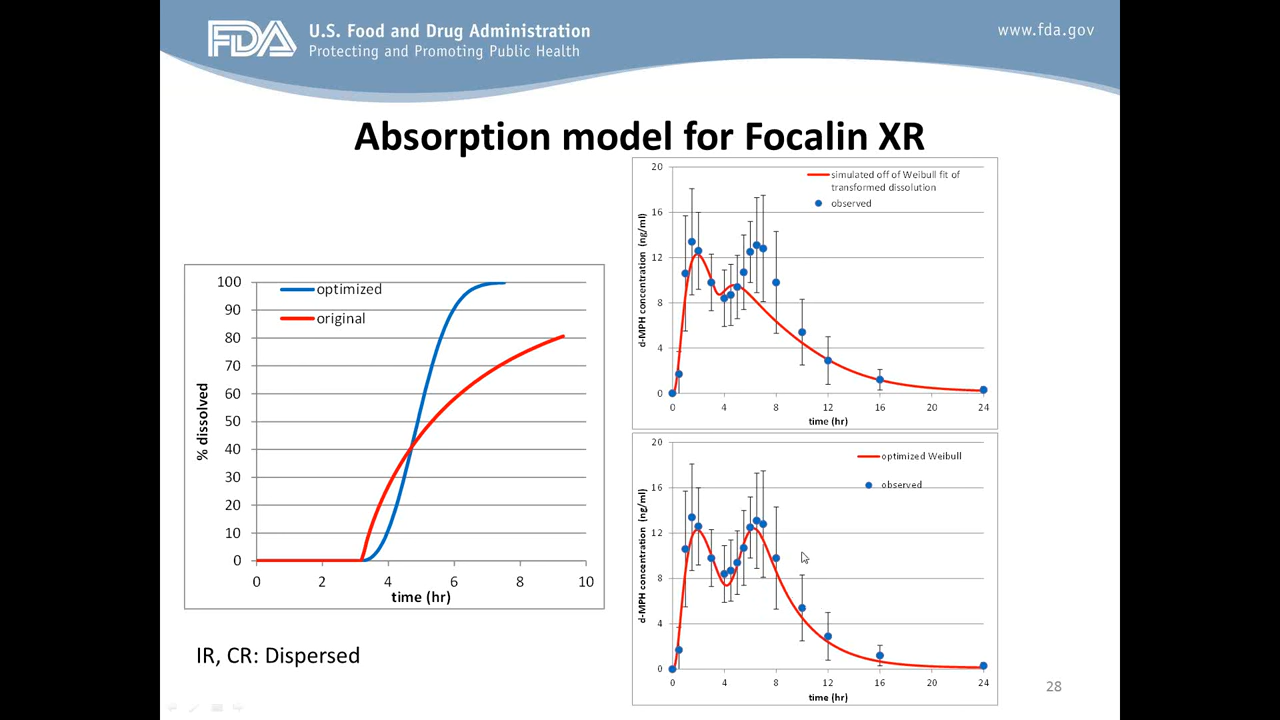 FDA
U.S. Food and Drug Administration
Protecting and Promoting Public Health
www.fda.gov
Absorption model for Focalin XR
100
90
80
70
60
50
40
30
20
10
0
% dissolved
optimized
original
0 2 4 6 8 10
time (hr)
IR, CR: Dispersed
20
16
12
8
4
0
d-MPH concentration (ng/ml)
simulated off of Weibull fit of
transformed dissolution
observed
0 4 8 12 16 20 24
time (hr)
20
16
12
8
4
0
d-MPH concentration (ng/ml)
optimized Weibull
observed
0 4 8 12 16 20 24
time (hr)
28